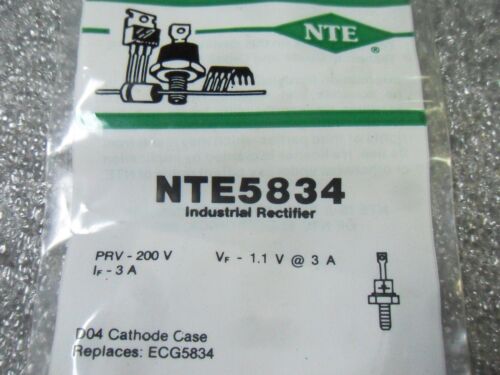 NTE
®
NTE5834
Industrial Rectifier
PRV - 200 V
VF - 1.1 V @ 3 A
IF - 3 A
D04 Cathode Case
Replaces: ECG5834